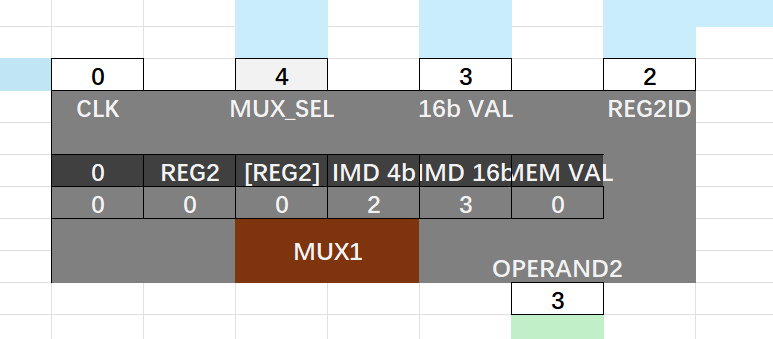 0 4 3 2
CLK MUX_SEL 16b VAL REG2ID
0 REG2 [REG2] IMD 4b IMD 16b MEM VAL
0 0 0 2 3 0
MUX1
OPERAND2
3